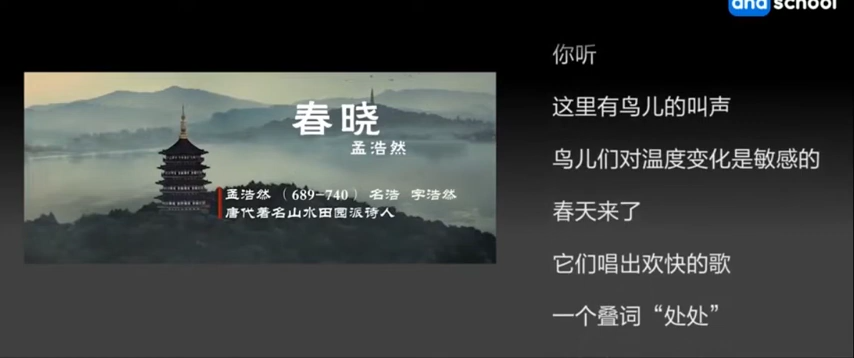 and school
春晓
孟浩然
孟浩然（689-740）名浩 字浩然
唐代著名山水田园派诗人
你听
这里有鸟儿的叫声
鸟儿们对温度变化是敏感的
春天来了
它们唱出欢快的歌
一个叠词“处处”